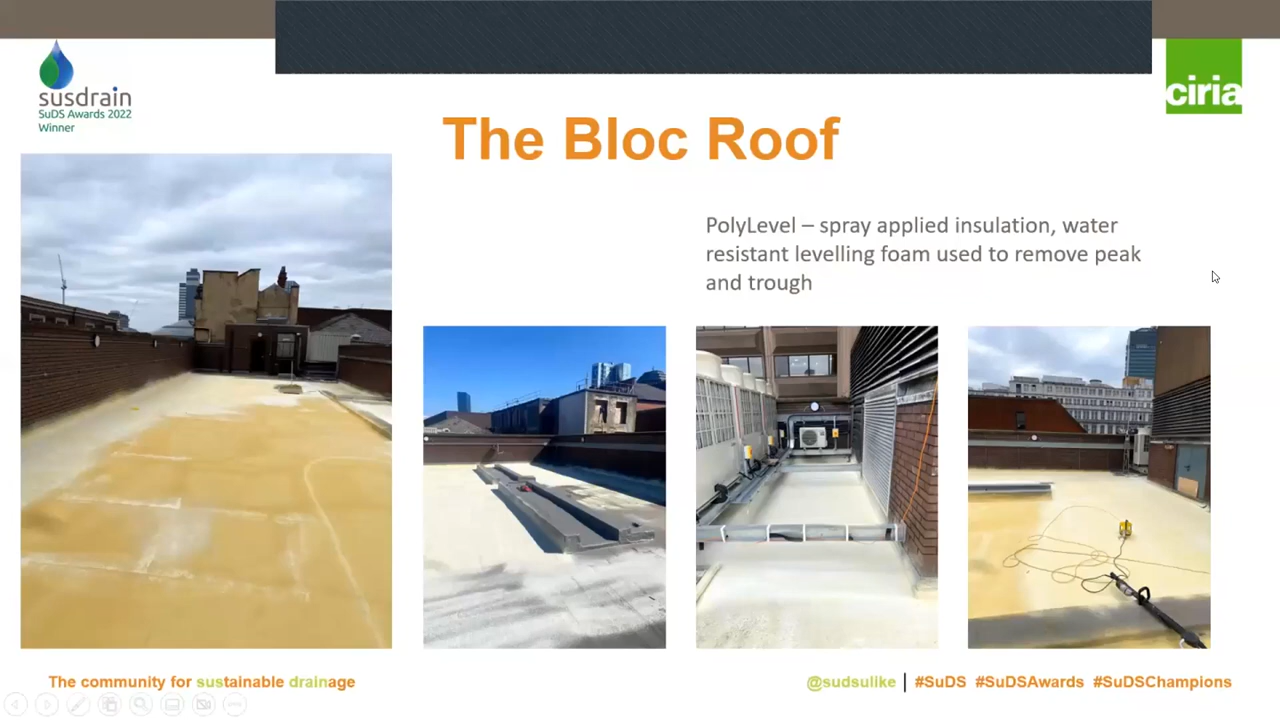 susdrain
SuDS Awards 2022
Winner
ciria
The Bloc Roof
PolyLevel – spray applied insulation, water
resistant levelling foam used to remove peak
and trough
The community for sustainable drainage
@sudsulike | #SuDS #SuDSAwards #SuDSChampions